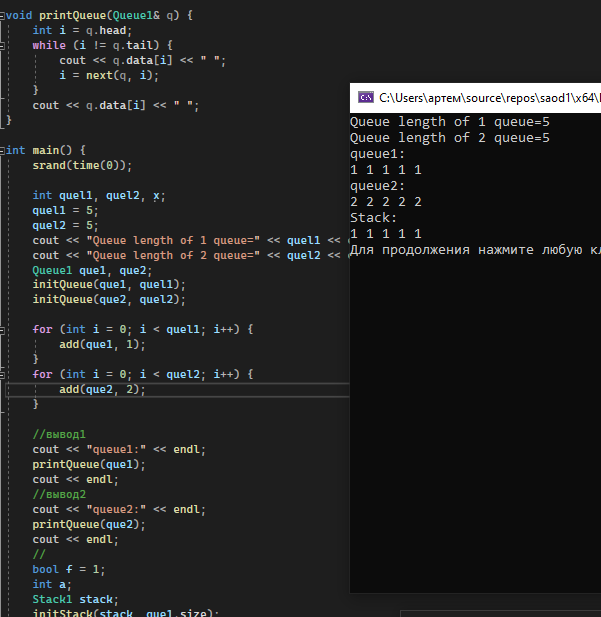 void printQueue(Queue1& q) {
int i = q.head;
while (i != q.tail) {
cout << q.data[i] << " ";
i = next(q, i);
}
cout << q.data[i] << " ";
}
int main() {
srand(time(0));
int quel1, quel2, x;
quel1 = 5;
quel2 = 5;
cout << "Queue length of 1 queue=" << quel1 <<
cout << "Queue length of 2 queue=" << quel2 <<
Queue1 que1, que2;
initQueue(que1, quel1);
initQueue(que2, quel2);
for (int i = 0; i < quel1; i++) {
add(que1, 1);
}
for (int i = 0; i < quel2; i++) {
add(que2, 2);
}
//вывод1
cout << "queue1:" << endl;
printQueue(que1);
cout << endl;
//вывод2
cout << "queue2:" << endl;
printQueue(que2);
cout << endl;
//
bool f = 1;
int a;
Stack1 stack;
initStack(stack, que1.size);
C:\Users\артем\source\repos\saod1\x64\
Queue length of 1 queue=5
Queue length of 2 queue=5
queue1:
1 1 1 1 1
queue2:
2 2 2 2 2
Stack:
1 1 1 1 1
Для продолжения нажмите любую